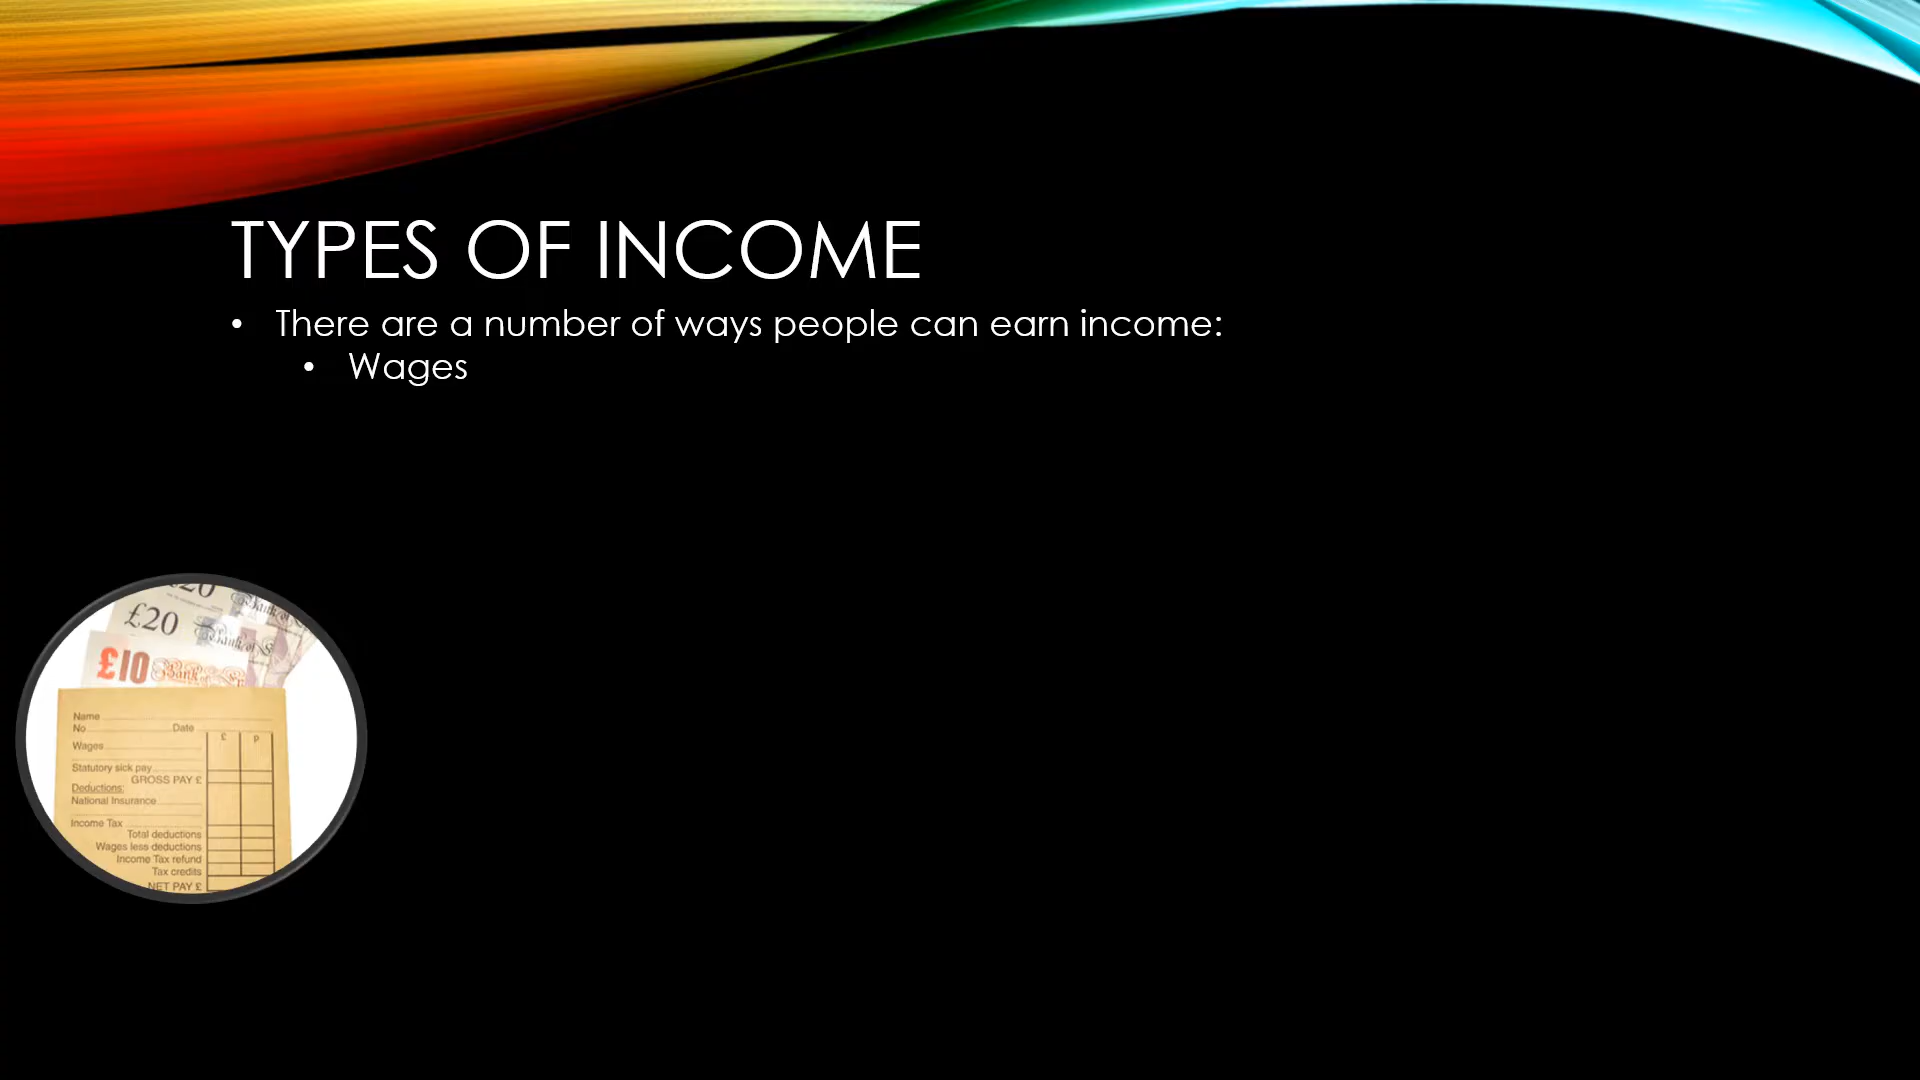 TYPES OF INCOME
• There are a number of ways people can earn income:
• Wages
£20
£20
£10
Name
No Date
£ p
Wages
Statutory sick pay
GROSS PAY £
Deductions:
National Insurance
Income Tax
Total deductions
Wages less deductions
Income Tax refund
Tax credits
NET PAY £